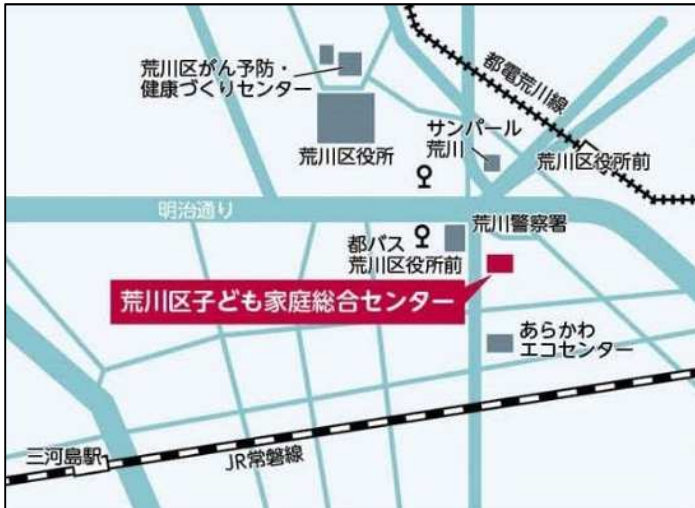 荒川区がん予防・
健康づくりセンター
都電荒川線
サンパール
荒川
荒川区役所
荒川区役所前
明治通り
荒川警察署
都バス
荒川区役所前
荒川区子ども家庭総合センター
あらかわ
エコセンター
三河島駅
JR常磐線